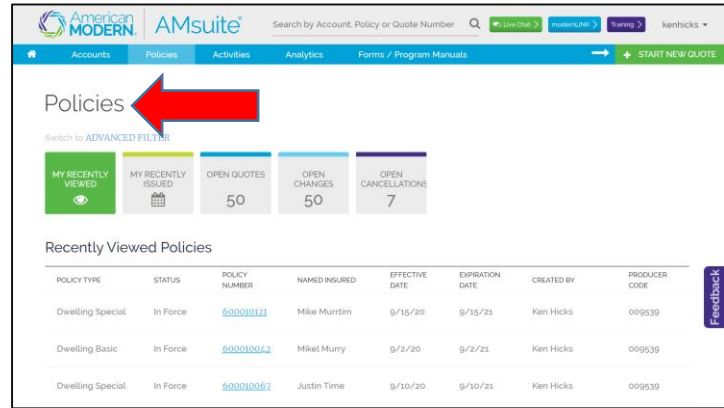 American MODERN. AMsuite® Search by Account, Policy or Quote Number Live Chat > modernLINK > Training > kenhicks
Accounts Policies Activities Analytics Forms / Program Manuals + START NEW QUOTE
Policies
Switch to ADVANCED FILTER
MY RECENTLY VIEWED
MY RECENTLY ISSUED
OPEN QUOTES
50
OPEN CHANGES
50
OPEN CANCELLATIONS
7
Recently Viewed Policies
POLICY TYPE STATUS POLICY NUMBER NAMED INSURED EFFECTIVE DATE EXPIRATION DATE CREATED BY PRODUCER CODE
Dwelling Special In Force 600010121 Mike Murrtim 9/15/20 9/15/21 Ken Hicks 009539
Dwelling Basic In Force 600010042 Mikel Murry 9/2/20 9/2/21 Ken Hicks 009539
Dwelling Special In Force 600010067 Justin Time 9/10/20 9/10/21 Ken Hicks 009539
Feedback